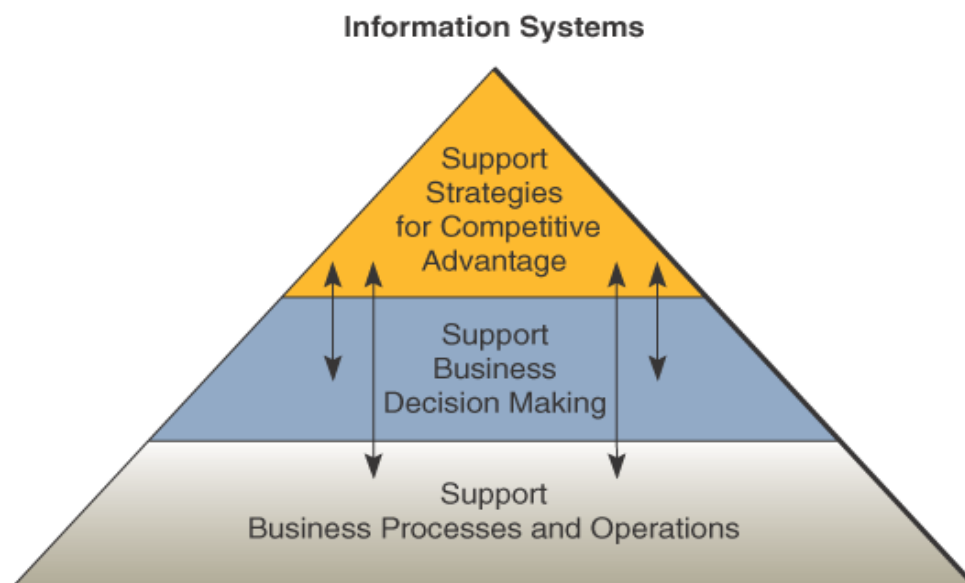 Information Systems
Support
Strategies
for Competitive
Advantage
Support
Business
Decision Making
Support
Business Processes and Operations